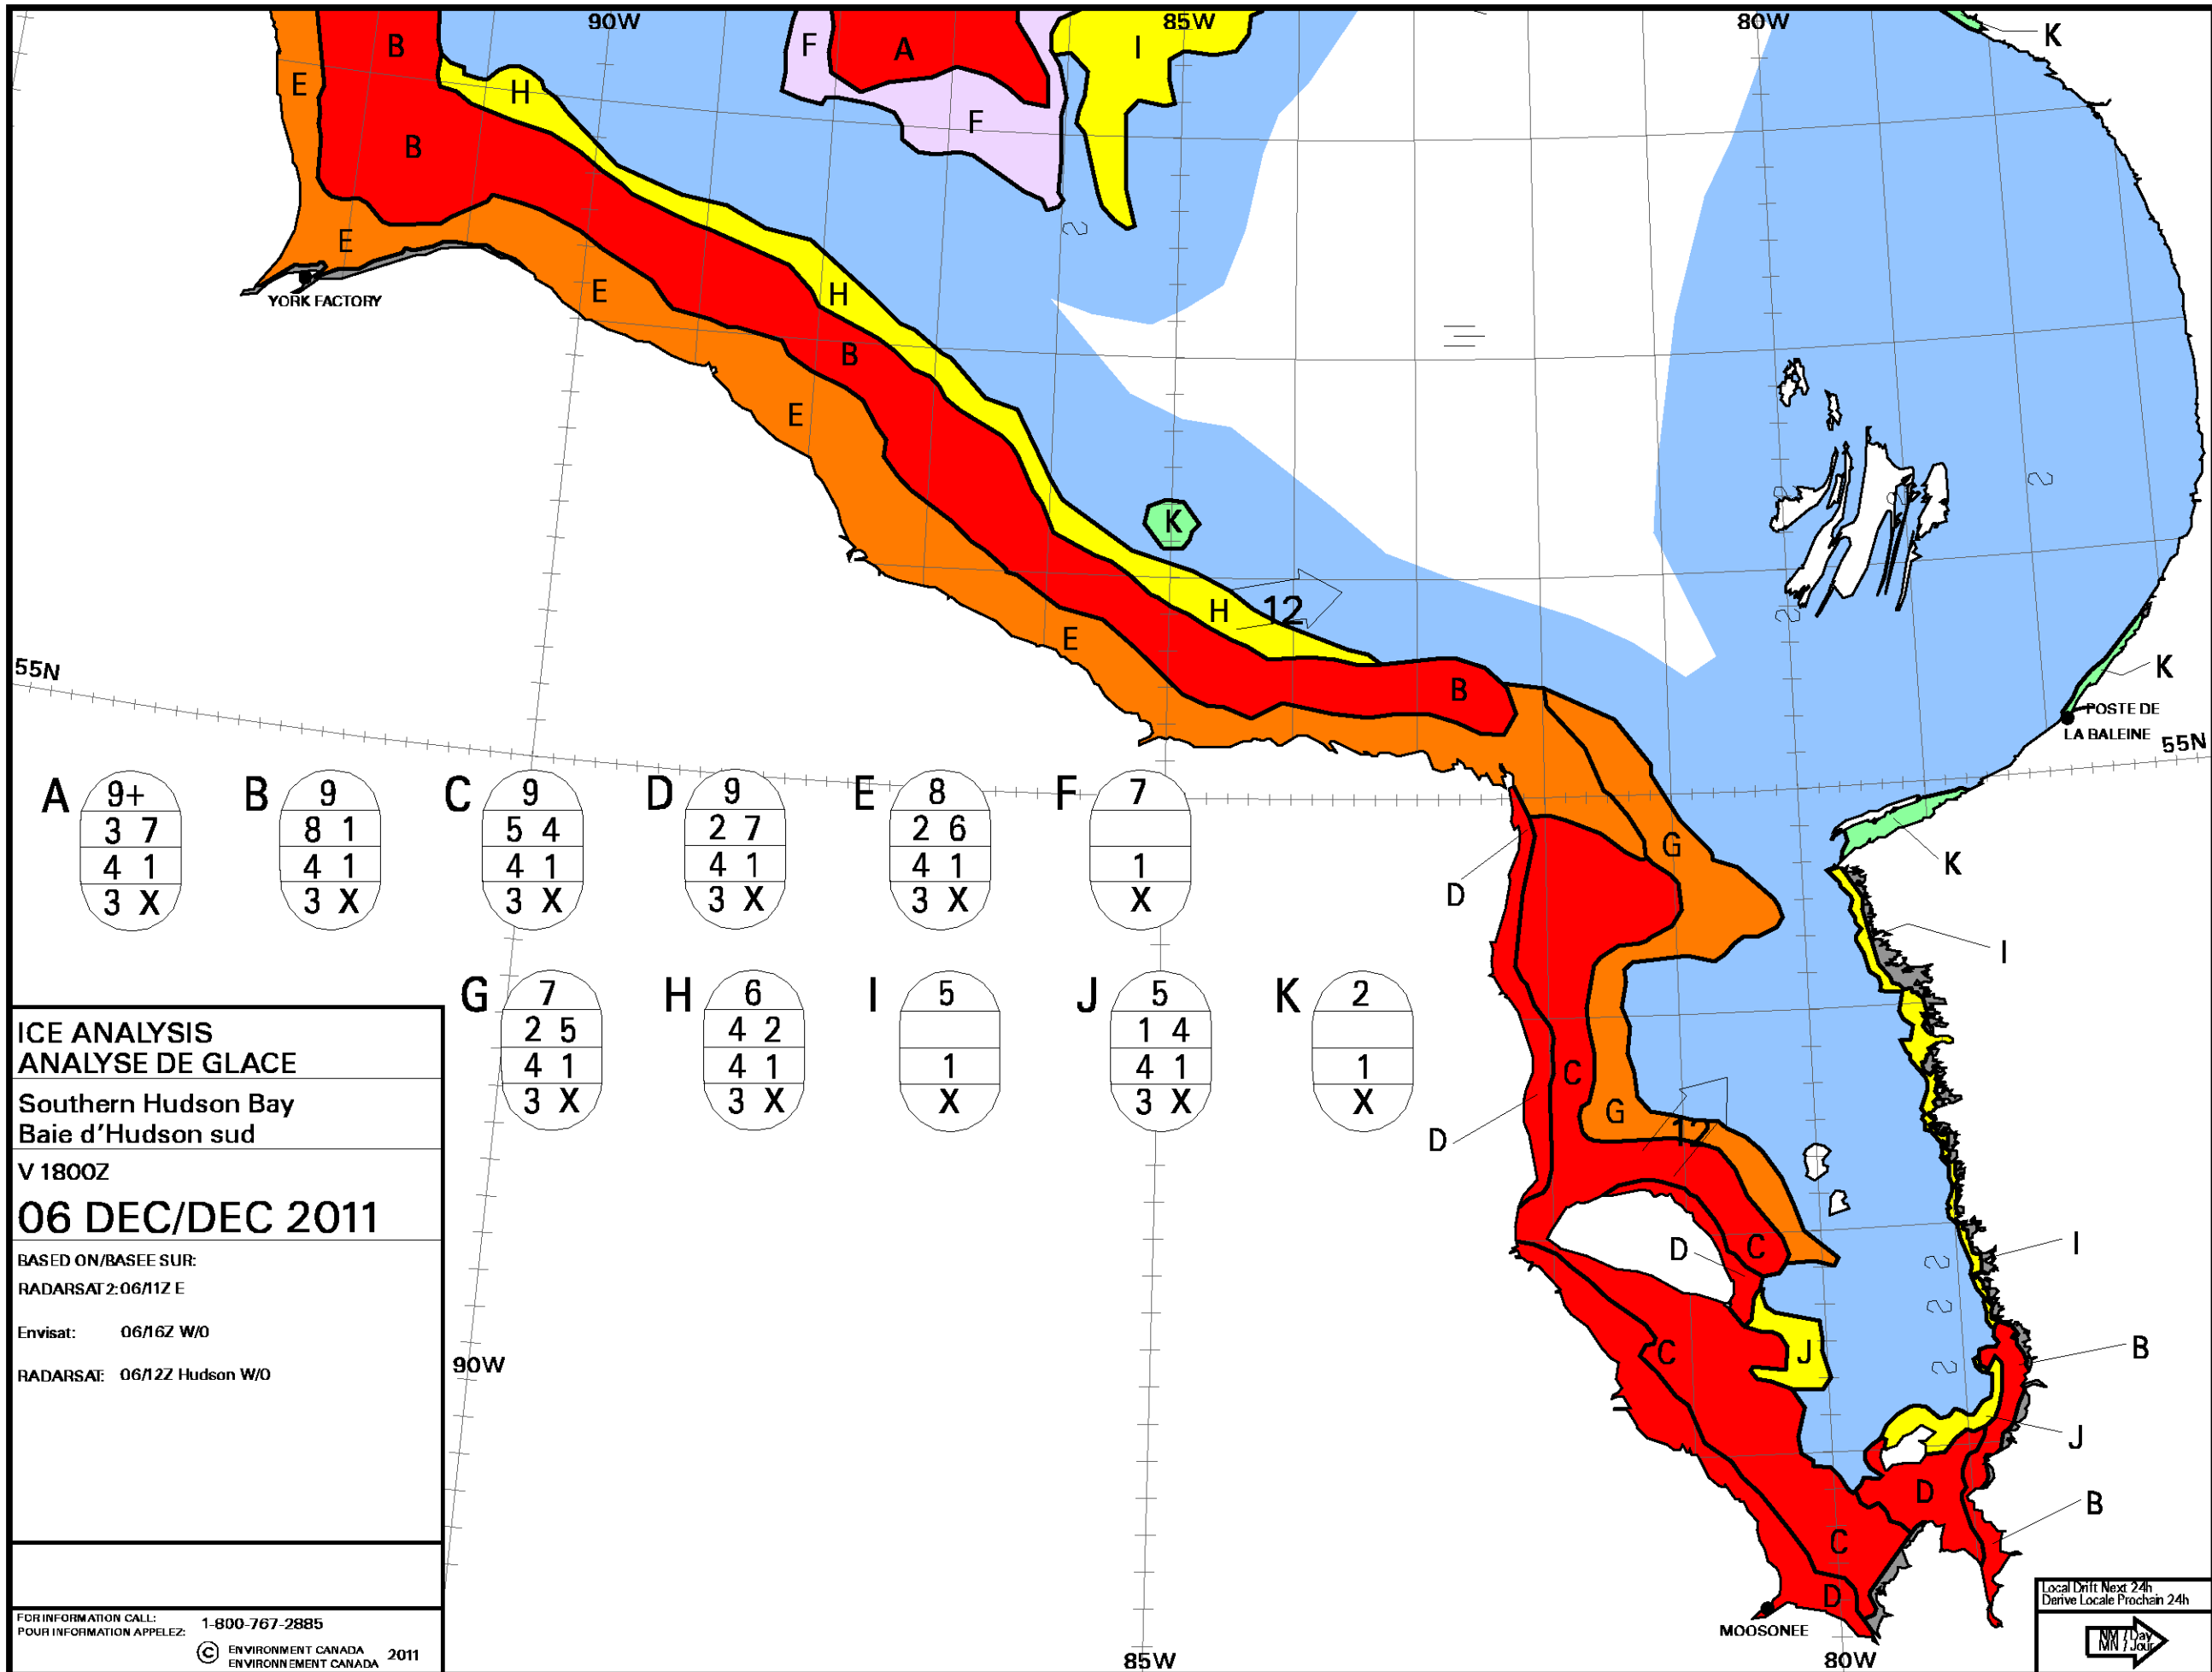 90W
85W
80W
K
B
F
A
I
E
H
F
B
E
E
YORK FACTORY
H
B
E
K
H
12
E
B
55N
K
POSTE DE
LA BALEINE
55N
A
9+
3 7
4 1
3 X
B
9
8 1
4 1
3 X
C
9
5 4
4 1
3 X
D
9
2 7
4 1
3 X
E
8
2 6
4 1
3 X
F
7
1
X
G
K
D
I
G
7
2 5
4 1
3 X
H
6
4 2
4 1
3 X
I
5
1
X
J
5
1 4
4 1
3 X
K
2
1
X
C
G
12
D
D
C
I
C
J
B
J
D
B
C
D
MOOSONEE
90W
85W
80W
ICE ANALYSIS
ANALYSE DE GLACE
Southern Hudson Bay
Baie d'Hudson sud
V 1800Z
06 DEC/DEC 2011
BASED ON/BASEE SUR:
RADARSAT2: 06/11Z E
Envisat: 06/16Z W/0
RADARSAT: 06/12Z Hudson W/0
FOR INFORMATION CALL: 1-800-767-2885
POUR INFORMATION APPELEZ:
© ENVIRONMENT CANADA 2011
ENVIRONNEMENT CANADA
Local Drift Next 24h
Derive Locale Prochain 24h
NM / Day
MN / Jour